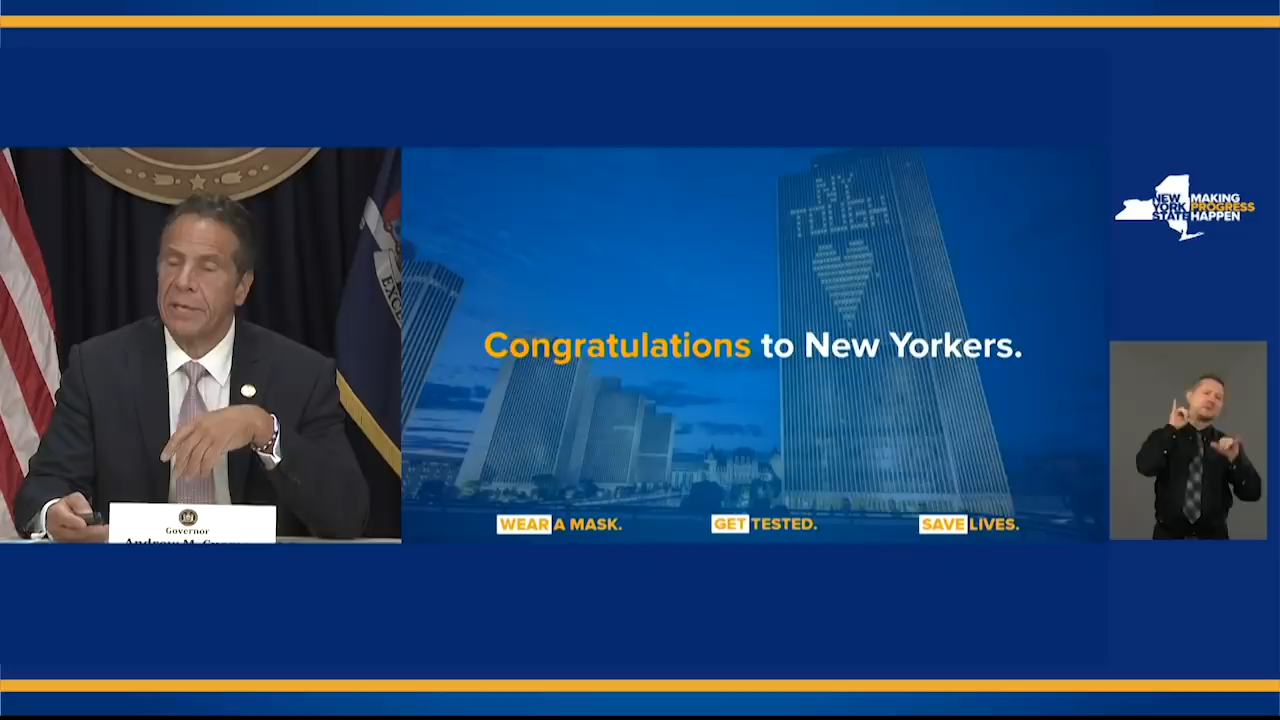 NY
TOUGH
Congratulations to New Yorkers.
WEAR A MASK.
GET TESTED.
SAVE LIVES.
Governor
NEW
YORK
STATE
MAKING
PROGRESS
HAPPEN